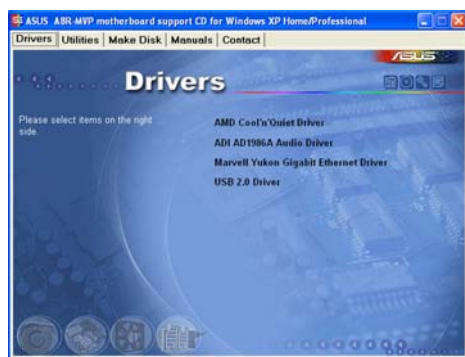 ASUS A8R-MVP motherboard support CD for Windows XP Home/Professional
Drivers Utilities Make Disk Manuals Contact
ASUS
Drivers
Please select items on the right
side.
AMD Cool'n'Quiet Driver
ADI AD1986A Audio Driver
Marvell Yukon Gigabit Ethernet Driver
USB 2.0 Driver